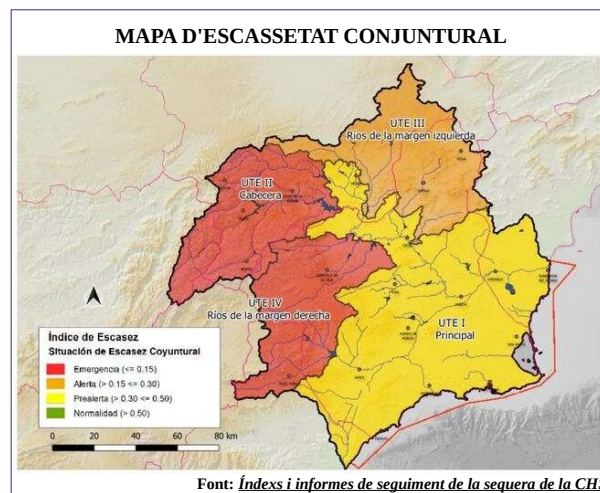 MAPA D'ESCASSETAT CONJUNTURAL
UTE III
Ríos de la margen izquierda
UTE II
Cabecera
UTE IV
Ríos de la margen derecha
UTE I
Principal
Índice de Escasez
Situación de Escasez Coyuntural
Emergencia (<= 0.15)
Alerta (> 0.15 <= 0.30)
Prealerta (> 0.30 <= 0.50)
Normalidad (> 0.50)
0 20 40 60 80 km
Font: Índexs i informes de seguiment de la sequera de la CHS